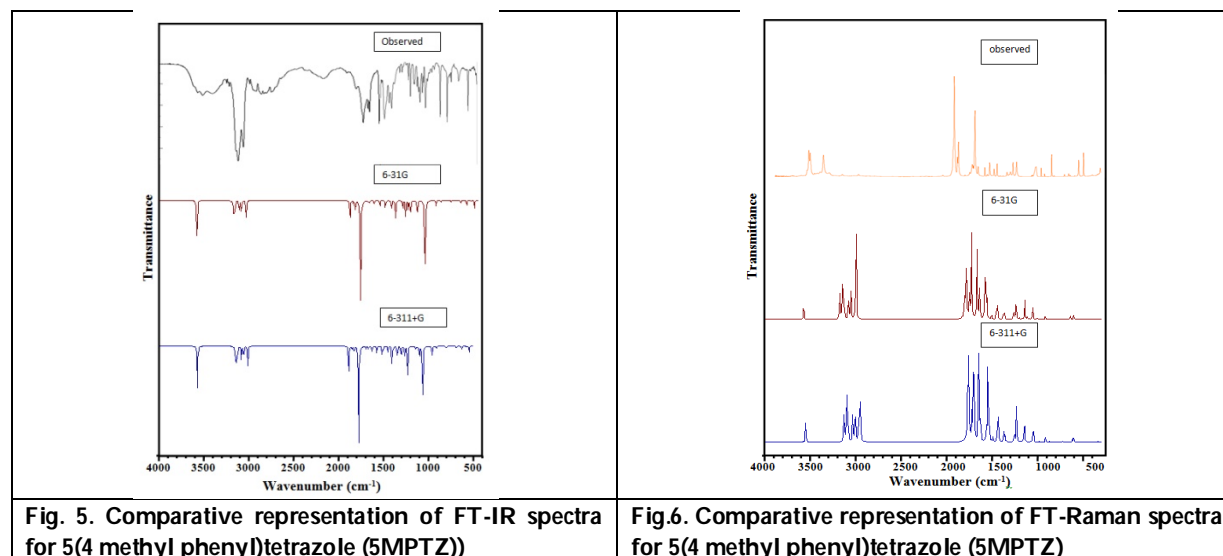 Observed
6-31G
6-311+G
Transmittance
4000 3500 3000 2500 2000 1500 1000 500
Wavenumber (cm-1)
Fig. 5. Comparative representation of FT-IR spectra
for 5(4 methyl phenyl)tetrazole (5MPTZ))
observed
6-31G
6-311+G
Transmittance
4000 3500 3000 2500 2000 1500 1000 500
Wavenumber (cm-1)
Fig.6. Comparative representation of FT-Raman spectra
for 5(4 methyl phenyl)tetrazole (5MPTZ)